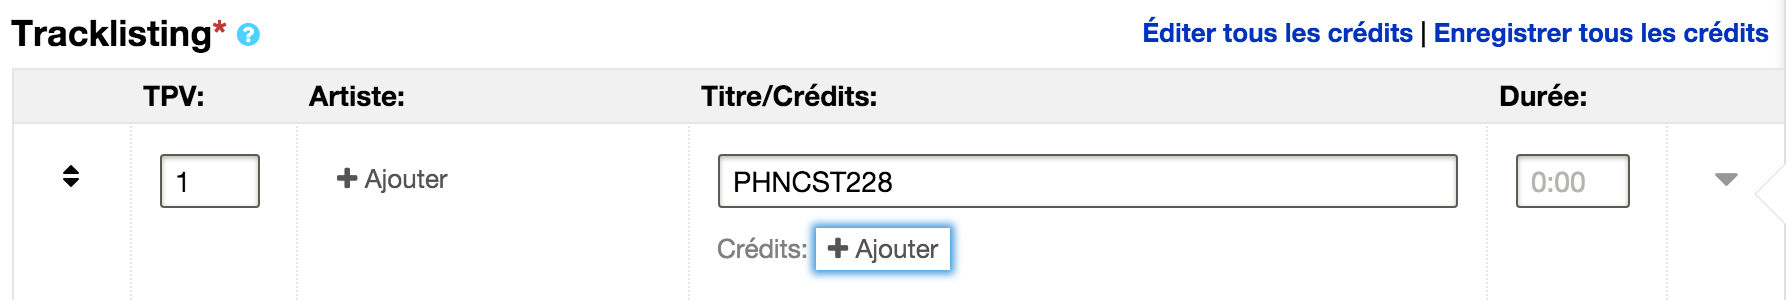 Tracklisting* ?
Éditer tous les crédits | Enregistrer tous les crédits
TPV: Artiste: Titre/Crédits: Durée:
1 + Ajouter PHNCST228 0:00
Crédits: + Ajouter